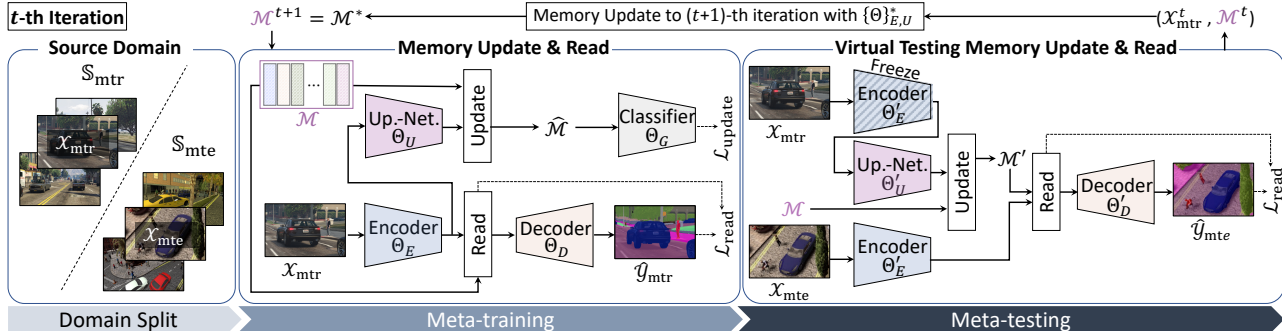 t-th Iteration
ℳ^{t+1} = ℳ^*
Memory Update to (t+1)-th iteration with {Θ}^*_{E,U}
(𝒳^t_mtr , ℳ^t)
Source Domain
𝕊_mtr
𝒳_mtr
𝕊_mte
𝒳_mte
Domain Split
Memory Update & Read
ℳ
Up.-Net.
Θ_U
Update
ℳ̂
Classifier
Θ_G
ℒ_update
𝒳_mtr
Encoder
Θ_E
Read
Decoder
Θ_D
𝒴̂_mtr
ℒ_read
Meta-training
Virtual Testing Memory Update & Read
Freeze
Encoder
Θ′_E
𝒳_mtr
Up.-Net.
Θ′_U
ℳ
Update
ℳ′
Read
Decoder
Θ′_D
𝒴̂_mte
ℒ_read
Encoder
Θ′_E
𝒳_mte
Meta-testing